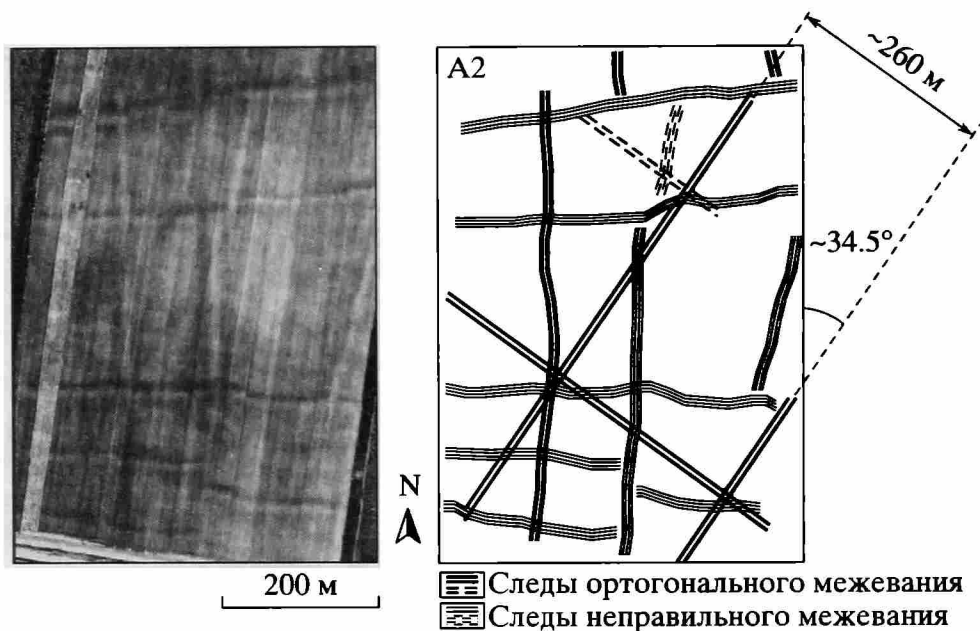 A2
~260 м
~34.5°
N
200 м
Следы ортогонального межевания
Следы неправильного межевания